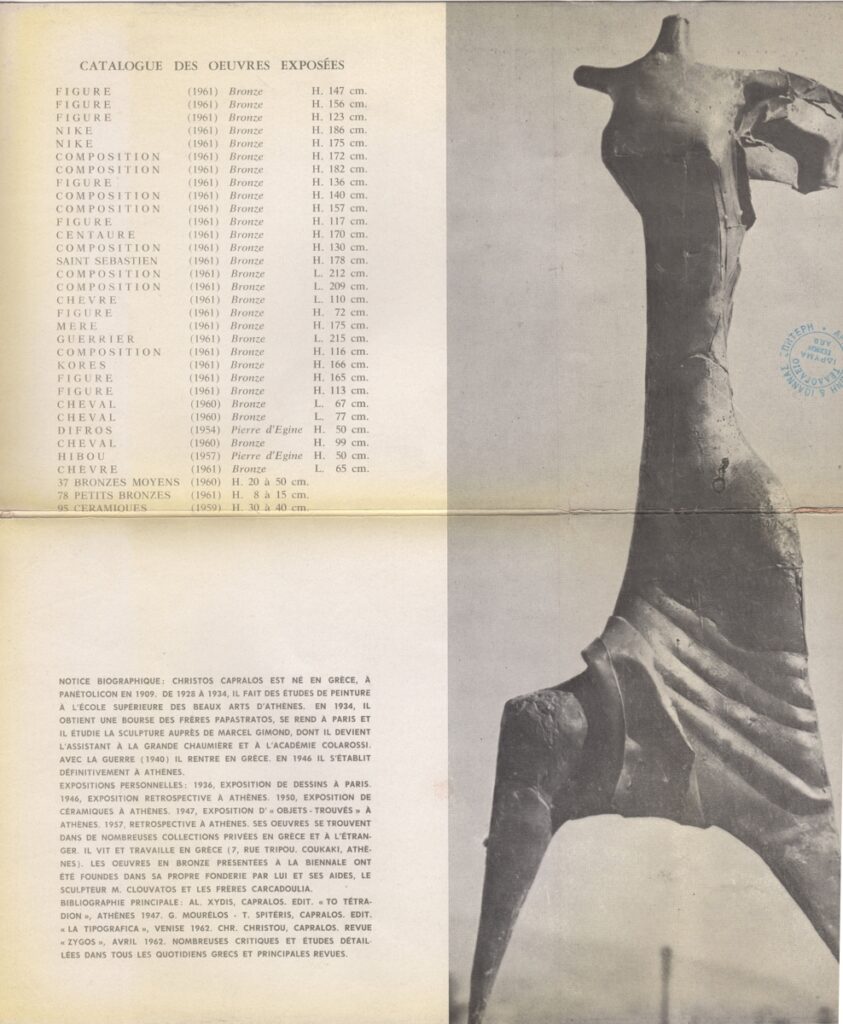 CATALOGUE DES OEUVRES EXPOSÉES
FIGURE (1961) Bronze H. 147 cm.
FIGURE (1961) Bronze H. 156 cm.
FIGURE (1961) Bronze H. 123 cm.
NIKE (1961) Bronze H. 186 cm.
NIKE (1961) Bronze H. 175 cm.
COMPOSITION (1961) Bronze H. 172 cm.
COMPOSITION (1961) Bronze H. 182 cm.
FIGURE (1961) Bronze H. 136 cm.
COMPOSITION (1961) Bronze H. 140 cm.
COMPOSITION (1961) Bronze H. 157 cm.
FIGURE (1961) Bronze H. 117 cm.
CENTAURE (1961) Bronze H. 170 cm.
COMPOSITION (1961) Bronze H. 130 cm.
SAINT SEBASTIEN (1961) Bronze H. 178 cm.
COMPOSITION (1961) Bronze L. 212 cm.
COMPOSITION (1961) Bronze L. 209 cm.
CHEVRE (1961) Bronze L. 110 cm.
FIGURE (1961) Bronze H. 72 cm.
MERE (1961) Bronze H. 175 cm.
GUERRIER (1961) Bronze L. 215 cm.
COMPOSITION (1961) Bronze H. 116 cm.
KORES (1961) Bronze H. 166 cm.
FIGURE (1961) Bronze H. 165 cm.
FIGURE (1961) Bronze H. 113 cm.
CHEVAL (1960) Bronze L. 67 cm.
CHEVAL (1960) Bronze L. 77 cm.
DIFROS (1954) Pierre d'Egine H. 50 cm.
CHEVAL (1960) Bronze H. 99 cm.
HIBOU (1957) Pierre d'Egine H. 50 cm.
CHEVRE (1961) Bronze L. 65 cm.
37 BRONZES MOYENS (1960) H. 20 à 50 cm.
78 PETITS BRONZES (1961) H. 8 à 15 cm.
95 CERAMIQUES (1959) H. 30 à 40 cm.
NOTICE BIOGRAPHIQUE: CHRISTOS CAPRALOS EST NÉ EN GRÈCE, À
PANÉTOLICON EN 1909. DE 1928 À 1934, IL FAIT DES ÉTUDES DE PEINTURE
À L'ÉCOLE SUPÉRIEURE DES BEAUX ARTS D'ATHÈNES. EN 1934, IL
OBTIENT UNE BOURSE DES FRÈRES PAPASTRATOS, SE REND À PARIS ET
IL ÉTUDIE LA SCULPTURE AUPRÈS DE MARCEL GIMOND, DONT IL DEVIENT
L'ASSISTANT À LA GRANDE CHAUMIÈRE ET À L'ACADÉMIE COLAROSSI.
AVEC LA GUERRE (1940) IL RENTRE EN GRÈCE. EN 1946 IL S'ÉTABLIT
DÉFINITIVEMENT À ATHÈNES.
EXPOSITIONS PERSONNELLES: 1936, EXPOSITION DE DESSINS À PARIS.
1946, EXPOSITION RETROSPECTIVE À ATHÈNES. 1950, EXPOSITION DE
CÉRAMIQUES À ATHÈNES. 1947, EXPOSITION D'« OBJETS-TROUVÉS » À
ATHÈNES. 1957, RETROSPECTIVE À ATHÈNES. SES OEUVRES SE TROUVENT
DANS DE NOMBREUSES COLLECTIONS PRIVÉES EN GRÈCE ET À L'ÉTRAN-
GER. IL VIT ET TRAVAILLE EN GRÈCE (7, RUE TRIPOU. COUKAKI, ATHÈ-
NES). LES OEUVRES EN BRONZE PRESENTÉES À LA BIENNALE ONT
ÉTÉ FOUNDES DANS SA PROPRE FONDERIE PAR LUI ET SES AIDES, LE
SCULPTEUR M. CLOUVATOS ET LES FRÈRES CARCADOULIA.
BIBLIOGRAPHIE PRINCIPALE: AL. XYDIS, CAPRALOS. EDIT. « TO TÉTRA-
DION », ATHÈNES 1947. G. MOURÉLOS - T. SPITÉRIS, CAPRALOS. EDIT.
« LA TIPOGRAFICA », VENISE 1962. CHR. CHRISTOU, CAPRALOS. REVUE
« ZYGOS », AVRIL 1962. NOMBREUSES CRITIQUES ET ÉTUDES DÉTAIL-
LÉES DANS TOUS LES QUOTIDIENS GRECS ET PRINCIPALES REVUES.
ΙΩΑΝΝΑΣ ΣΠΙΤΕΡΗ
ΤΕΛΛΟΓΛΕΙΟ
ΙΔΡΥΜΑ